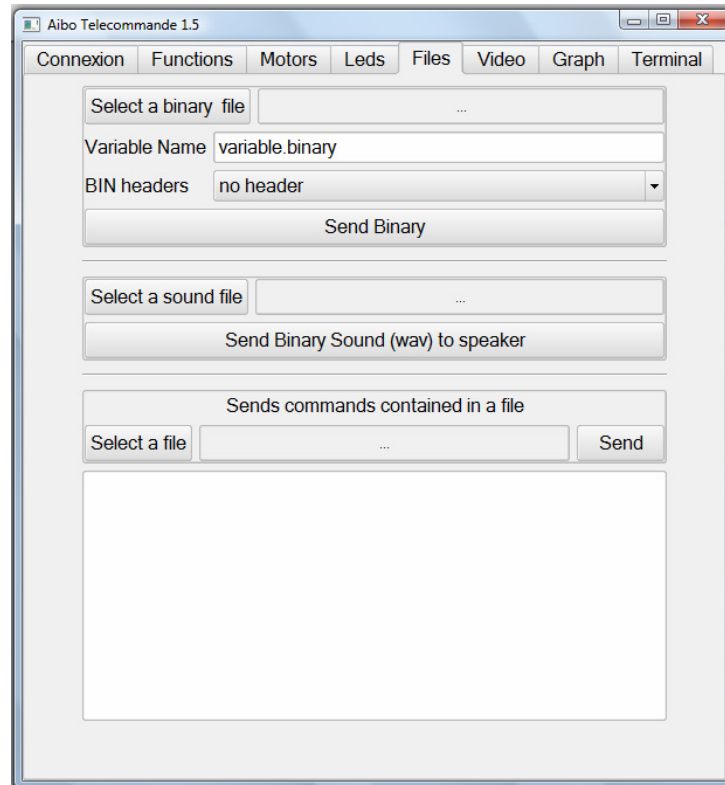 Aibo Telecommande 1.5
Connexion Functions Motors Leds Files Video Graph Terminal
Select a binary file ...
Variable Name variable.binary
BIN headers no header
Send Binary
Select a sound file ...
Send Binary Sound (wav) to speaker
Sends commands contained in a file
Select a file ... Send